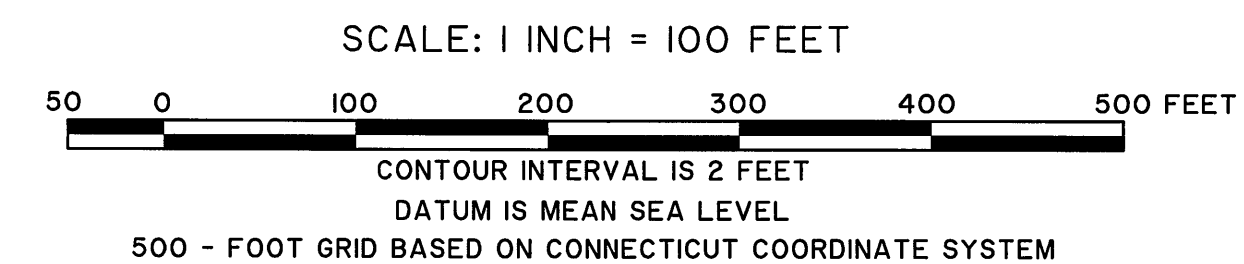 SCALE: 1 INCH = 100 FEET
50 0 100 200 300 400 500 FEET
CONTOUR INTERVAL IS 2 FEET
DATUM IS MEAN SEA LEVEL
500 - FOOT GRID BASED ON CONNECTICUT COORDINATE SYSTEM